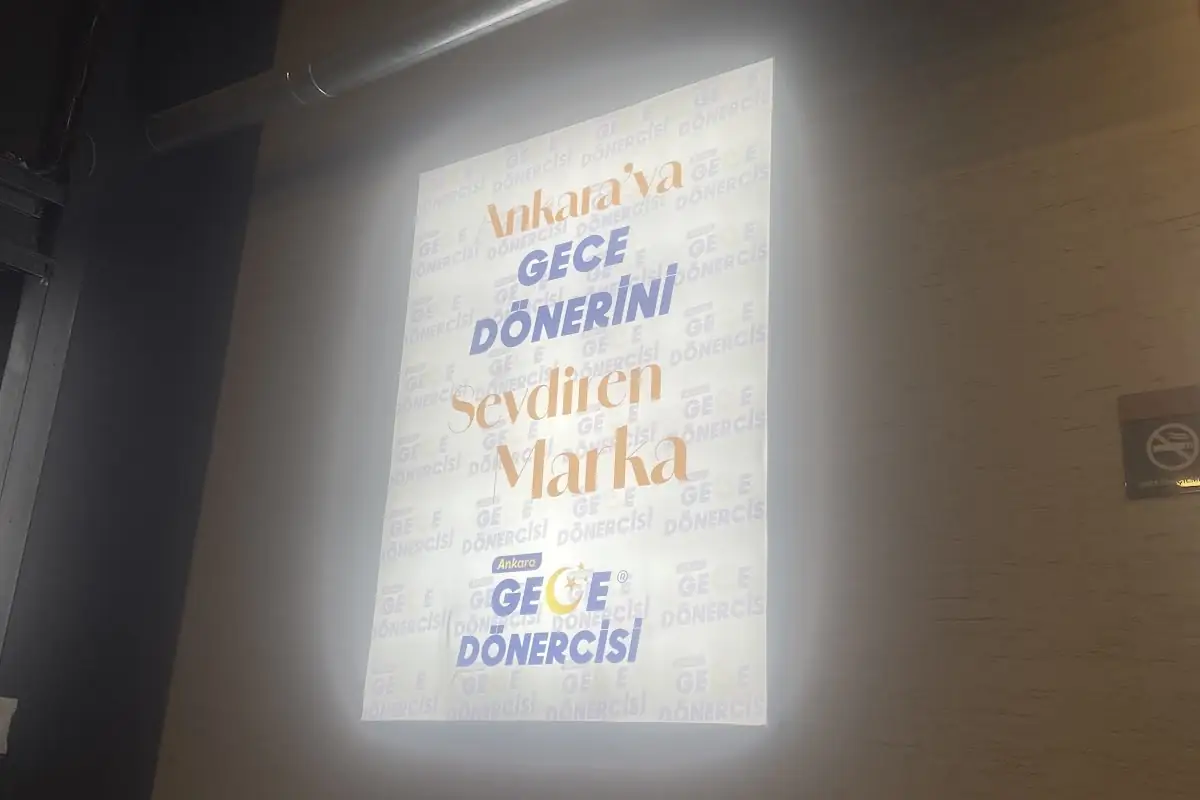 Ankara'ya
GECE
DÖNERİNİ
Sevdiren
Marka
Ankara
GECE®
DÖNERCİSİ